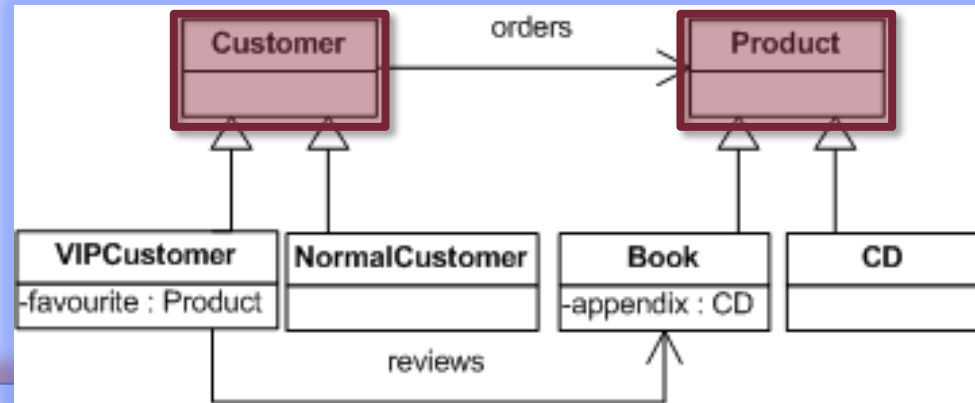 orders
Customer
Product
VIPCustomer
-favourite : Product
NormalCustomer
Book
-appendix : CD
CD
reviews